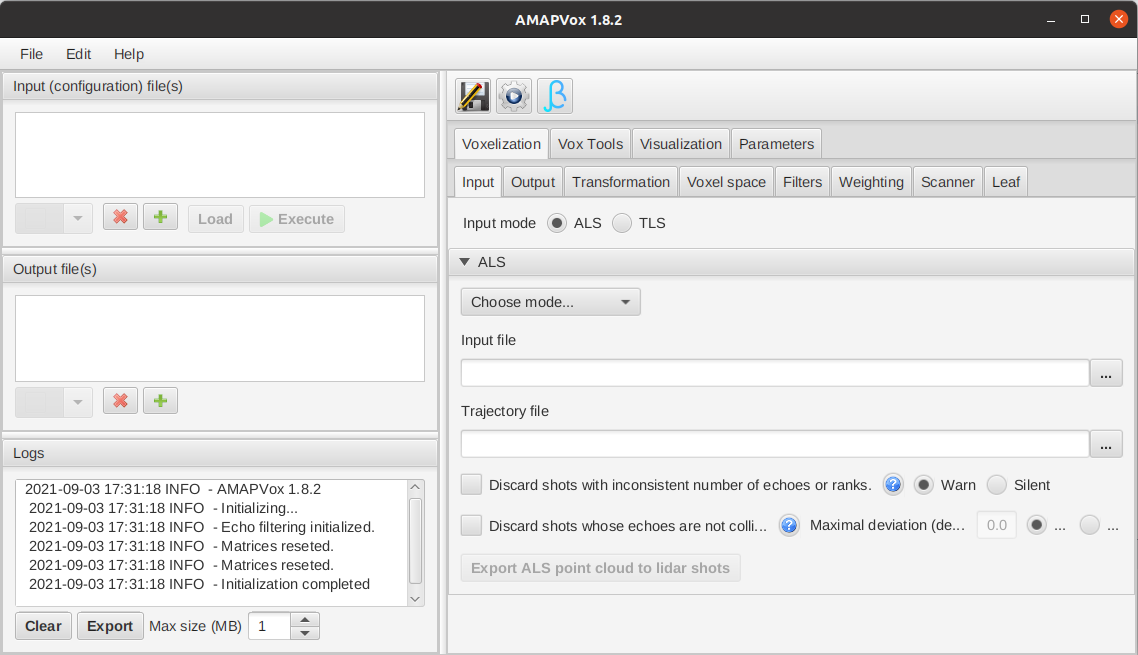 AMAPVox 1.8.2
File Edit Help
Input (configuration) file(s)
Load Execute
Output file(s)
Logs
2021-09-03 17:31:18 INFO - AMAPVox 1.8.2
2021-09-03 17:31:18 INFO - Initializing...
2021-09-03 17:31:18 INFO - Echo filtering initialized.
2021-09-03 17:31:18 INFO - Matrices reseted.
2021-09-03 17:31:18 INFO - Matrices reseted.
2021-09-03 17:31:18 INFO - Initialization completed
Clear Export Max size (MB) 1
β
Voxelization Vox Tools Visualization Parameters
Input Output Transformation Voxel space Filters Weighting Scanner Leaf
Input mode ALS TLS
ALS
Choose mode...
Input file
...
Trajectory file
...
Discard shots with inconsistent number of echoes or ranks. ? Warn Silent
Discard shots whose echoes are not colli... ? Maximal deviation (de... 0.0 ... ...
Export ALS point cloud to lidar shots